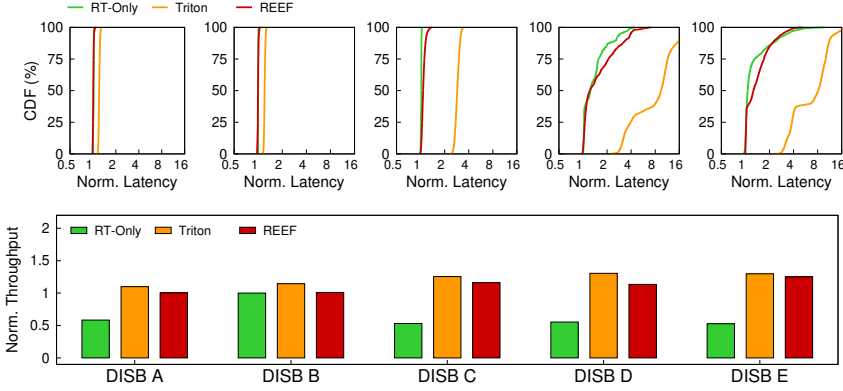 RT-Only Triton REEF
CDF (%)
100
75
50
25
0
0.5 1 2 4 8 16
Norm. Latency
100
75
50
25
0
0.5 1 2 4 8 16
Norm. Latency
100
75
50
25
0
0.5 1 2 4 8 16
Norm. Latency
100
75
50
25
0
0.5 1 2 4 8 16
Norm. Latency
100
75
50
25
0
0.5 1 2 4 8 16
Norm. Latency
Norm. Throughput
2
1.5
1
0.5
0
RT-Only Triton REEF
DISB A DISB B DISB C DISB D DISB E